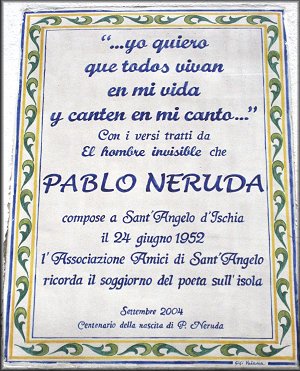 "...yo quiero
que todos vivan
en mi vida
y canten en mi canto..."
Con i versi tratti da
El hombre invisible che
PABLO NERUDA
compose a Sant'Angelo d'Ischia
il 24 giugno 1952
l'Associazione Amici di Sant'Angelo
ricorda il soggiorno del poeta sull'isola
Settembre 2004
Centenario della nascita di P. Neruda